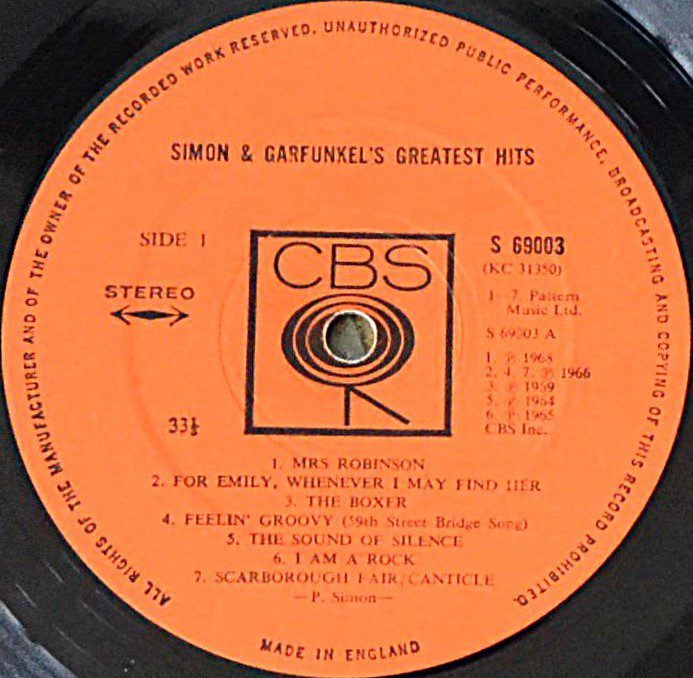 ALL RIGHTS OF THE MANUFACTURER AND OF THE OWNER OF THE RECORDED WORK RESERVED. UNAUTHORIZED PUBLIC PERFORMANCE, BROADCASTING AND COPYING OF THIS RECORD PROHIBITED.
SIMON & GARFUNKEL'S GREATEST HITS
SIDE 1
STEREO
33⅓
CBS
S 69003
(KC 31350)
1–7. Pattern
Music Ltd.
S 69003 A
1. ℗ 1968
2. 4. 7. ℗ 1966
3. ℗ 1969
5. ℗ 1964
6. ℗ 1965
CBS Inc.
1. MRS ROBINSON
2. FOR EMILY, WHENEVER I MAY FIND HER
3. THE BOXER
4. FEELIN' GROOVY (59th Street Bridge Song)
5. THE SOUND OF SILENCE
6. I AM A ROCK
7. SCARBOROUGH FAIR/CANTICLE
—P. Simon—
MADE IN ENGLAND